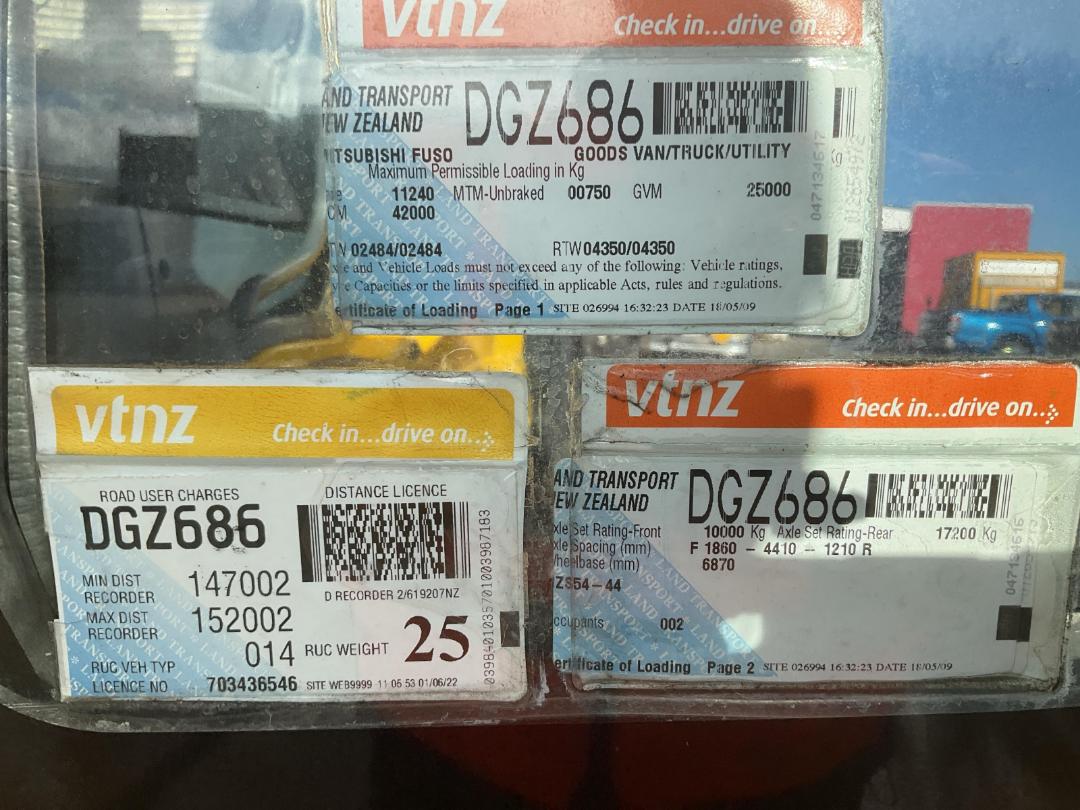 vtnz Check in...drive on...
AND TRANSPORT
EW ZEALAND
DGZ686
ITSUBISHI FUSO GOODS VAN/TRUCK/UTILITY
Maximum Permissible Loading in Kg
11240 MTM-Unbraked 00750 GVM 25000 Kg
CM 42000
02484/02484 RTW 04350/04350
and Vehicle Loads must not exceed any of the following: Vehicle ratings,
Capacities or the limits specified in applicable Acts, rules and regulations.
ertificate of Loading Page 1 SITE 026994 16:32:23 DATE 18/05/09
047134617
vtnz Check in...drive on...
ROAD USER CHARGES DISTANCE LICENCE
DGZ686
MIN DIST RECORDER 147002 D RECORDER 2/619207NZ
MAX DIST RECORDER 152002
RUC VEH TYP 014 RUC WEIGHT 25
LICENCE NO 703436546 SITE WEB9999 11 05 53 01/06/22
vtnz Check in...drive on...
AND TRANSPORT
EW ZEALAND
DGZ686
xle Set Rating-Front 10000 Kg Axle Set Rating-Rear 17200 Kg
xle Spacing (mm) F 1860 - 4410 - 1210 R
heelbase (mm) 6870
ZS54-44
ccupants 002
ertificate of Loading Page 2 SITE 026994 16:32:23 DATE 18/05/09
047134616